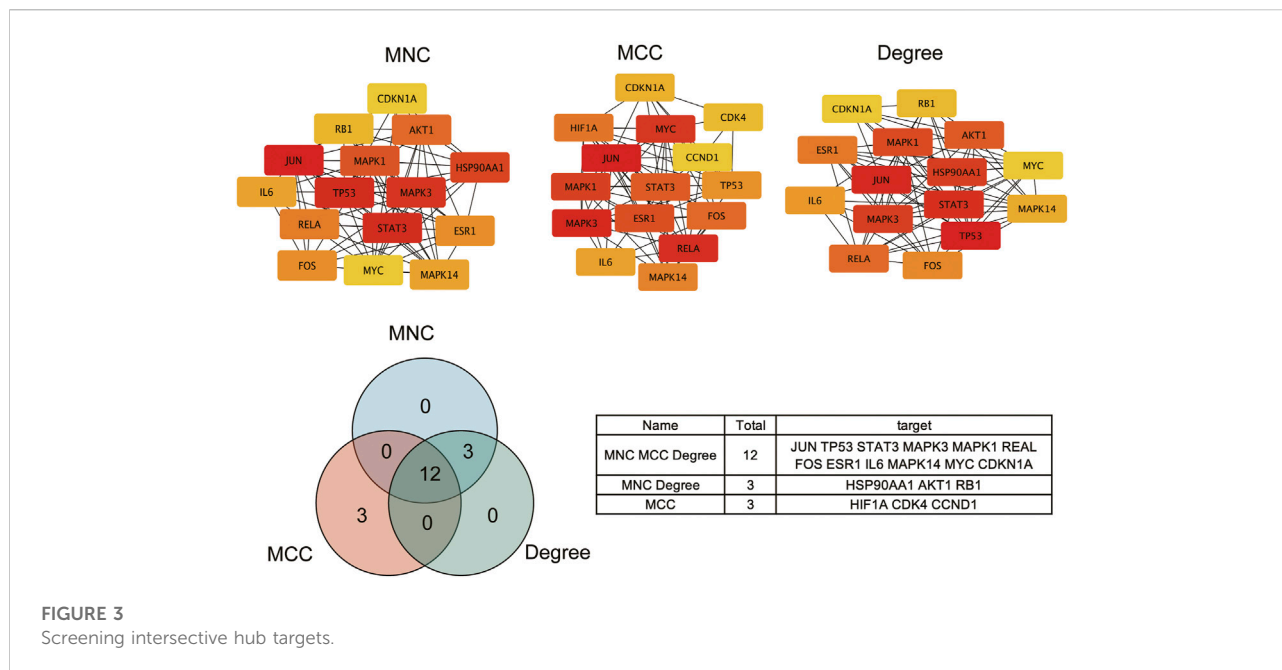 MNC
MCC
Degree
CDKN1A
RB1
AKT1
JUN
MAPK1
HSP90AA1
IL6
TP53
MAPK3
RELA
STAT3
ESR1
FOS
MYC
MAPK14
CDKN1A
CDK4
HIF1A
MYC
JUN
CCND1
MAPK1
STAT3
TP53
MAPK3
ESR1
FOS
RELA
IL6
MAPK14
CDKN1A
RB1
ESR1
MAPK1
AKT1
HSP90AA1
MYC
JUN
IL6
STAT3
MAPK14
MAPK3
TP53
RELA
FOS
MNC
0
0
3
12
3
0
0
MCC
Degree
Name Total target
MNC MCC Degree 12 JUN TP53 STAT3 MAPK3 MAPK1 REAL
FOS ESR1 IL6 MAPK14 MYC CDKN1A
MNC Degree 3 HSP90AA1 AKT1 RB1
MCC 3 HIF1A CDK4 CCND1
FIGURE 3
Screening intersective hub targets.